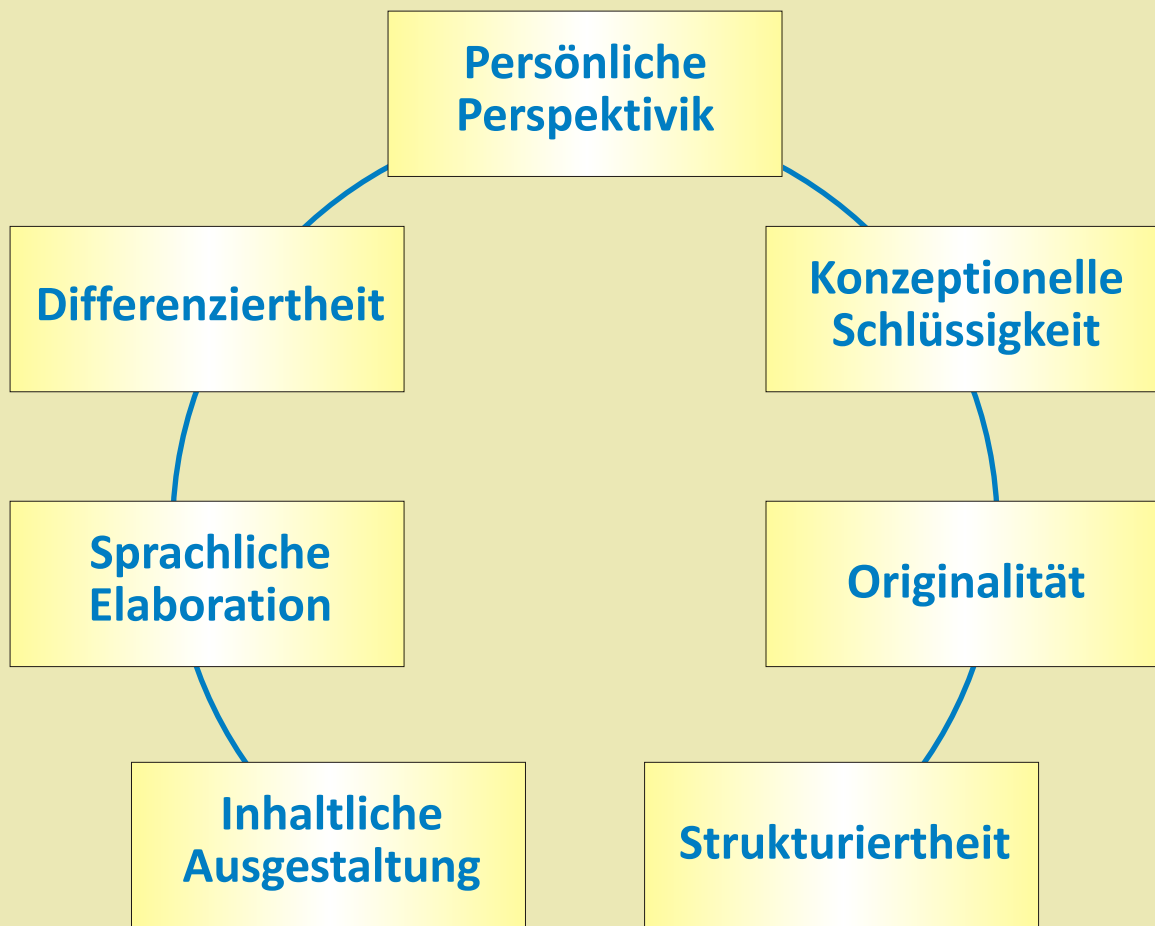 Persönliche
Perspektivik
Differenziertheit
Konzeptionelle
Schlüssigkeit
Sprachliche
Elaboration
Originalität
Inhaltliche
Ausgestaltung
Strukturiertheit